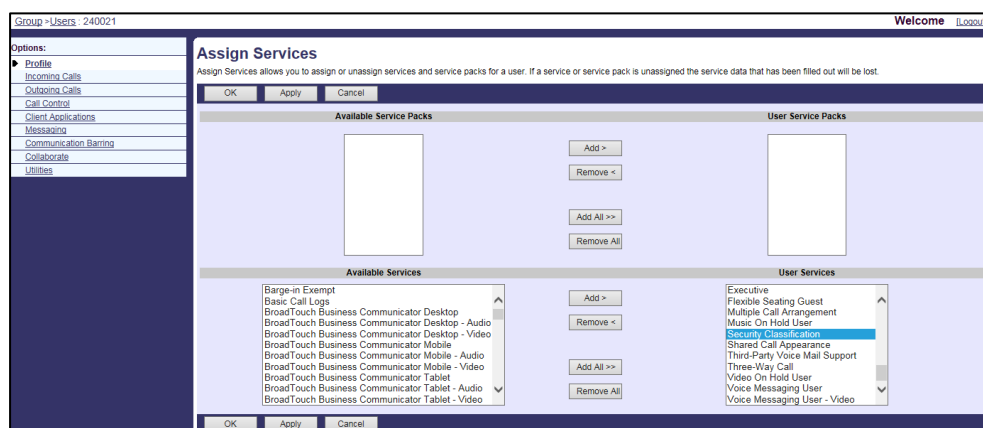 Group >Users : 240021
Welcome [Logout
Options:
Profile
Incoming Calls
Outgoing Calls
Call Control
Client Applications
Messaging
Communication Barring
Collaborate
Utilities
Assign Services
Assign Services allows you to assign or unassign services and service packs for a user. If a service or service pack is unassigned the service data that has been filled out will be lost.
OK Apply Cancel
Available Service Packs User Service Packs
Add >
Remove <
Add All >>
Remove All
Available Services User Services
Barge-in Exempt
Basic Call Logs
BroadTouch Business Communicator Desktop
BroadTouch Business Communicator Desktop - Audio
BroadTouch Business Communicator Desktop - Video
BroadTouch Business Communicator Mobile
BroadTouch Business Communicator Mobile - Audio
BroadTouch Business Communicator Mobile - Video
BroadTouch Business Communicator Tablet
BroadTouch Business Communicator Tablet - Audio
BroadTouch Business Communicator Tablet - Video
Add >
Remove <
Add All >>
Remove All
Executive
Flexible Seating Guest
Multiple Call Arrangement
Music On Hold User
Security Classification
Shared Call Appearance
Third-Party Voice Mail Support
Three-Way Call
Video On Hold User
Voice Messaging User
Voice Messaging User - Video
OK Apply Cancel